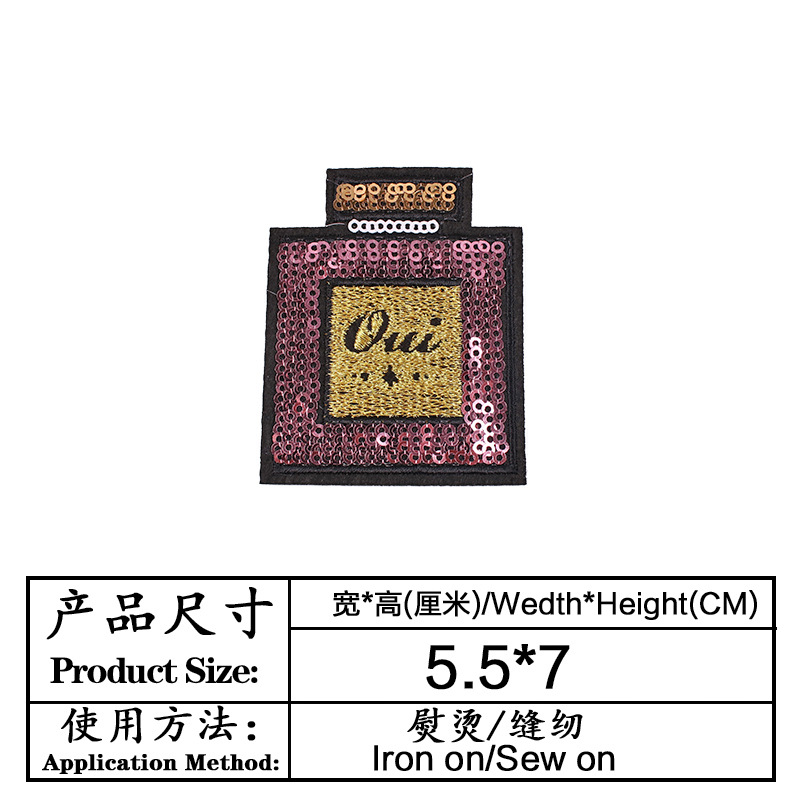 Oui
产品尺寸
Product Size:
宽*高(厘米)/Wedth*Height(CM)
5.5*7
使用方法:
Application Method:
熨烫/缝纫
Iron on/Sew on